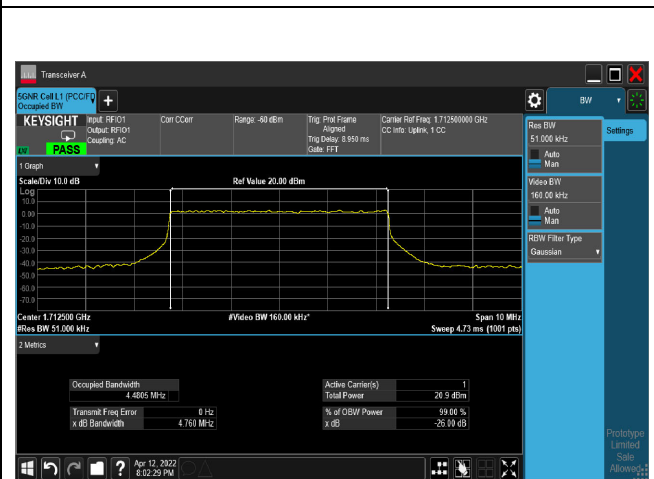 Transceiver A
5GNR Cell L1 (PCC/F
Occupied BW
BW
KEYSIGHT
PASS
Input: RFIO1
Output: RFIO1
Coupling: AC
Corr CCorr
Range: -60 dBm
Trig: Prot Frame
Aligned
Trig Delay: 8.950 ms
Gate: FFT
Carrier Ref Freq: 1.712500000 GHz
CC Info: Uplink, 1 CC
Res BW
51.000 kHz
Auto
Man
Settings
Video BW
160.00 kHz
Auto
Man
RBW Filter Type
Gaussian
1 Graph
Scale/Div 10.0 dB
Ref Value 20.00 dBm
Log
10.0
0.00
-10.0
-20.0
-30.0
-40.0
-50.0
-60.0
-70.0
Center 1.712500 GHz
#Video BW 160.00 kHz*
Span 10 MHz
#Res BW 51.000 kHz
Sweep 4.73 ms (1001 pts)
2 Metrics
Occupied Bandwidth
4.4805 MHz
Active Carrier(s) 1
Total Power 20.9 dBm
Transmit Freq Error 0 Hz
x dB Bandwidth 4.760 MHz
% of OBW Power 99.00 %
x dB -26.00 dB
Prototype
Limited
Sale
Allowed
Apr 12, 2022
8:02:29 PM